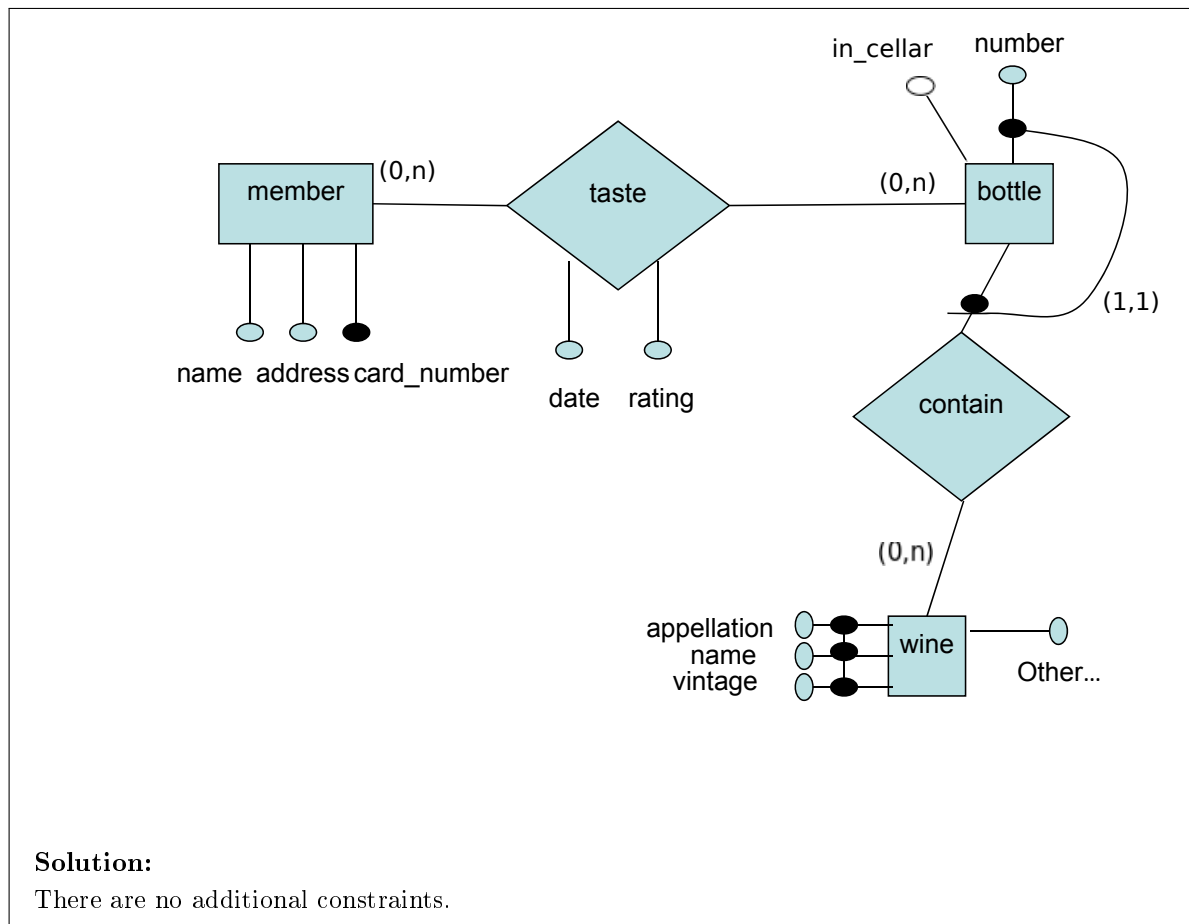 in_cellar
number
member
(0,n)
taste
(0,n)
bottle
(1,1)
name address card_number
date rating
contain
(0,n)
appellation
name
vintage
wine
Other...
Solution:
There are no additional constraints.